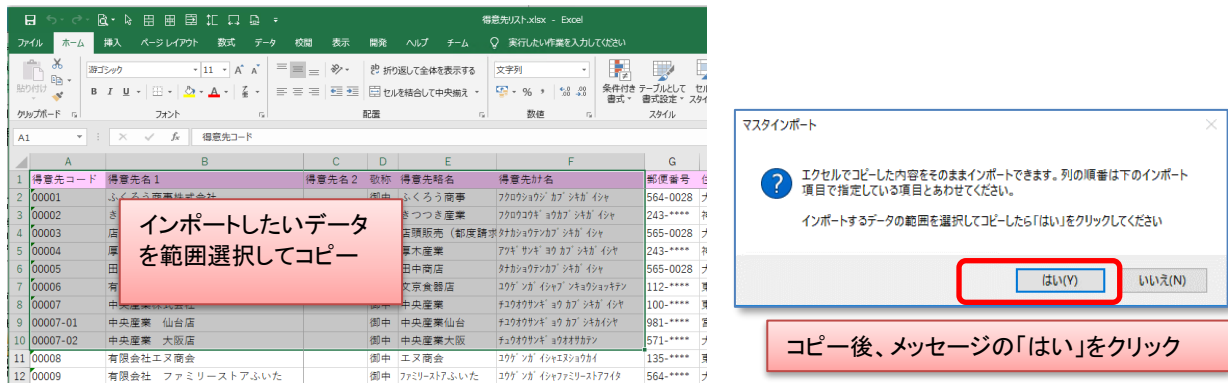 得意先リスト.xlsx - Excel
ファイル ホーム 挿入 ページレイアウト 数式 データ 校閲 表示 開発 ヘルプ チーム 実行したい作業を入力してください
游ゴシック 11 A A 折り返して全体を表示する 文字列
貼り付け B I U A セルを結合して中央揃え % 条件付き書式 テーブルとして書式設定
クリップボード フォント 配置 数値 スタイル
A1 fx 得意先コード
A B C D E F G
1 得意先コード 得意先名1 得意先名2 敬称 得意先略名 得意先ｶﾅ名 郵便番号
2 00001 ふくろう商事株式会社 御中 ふくろう商事 ﾌｸﾛｳｼｮｳｼﾞ ｶﾌﾞｼｷｶﾞｲｼｬ 564-0028
3 00002 き きつつき産業 243-****
4 00003 店 店頭販売（都度請求 ﾀﾅｶｼｮｳﾃﾝｶﾌﾞｼｷｶﾞｲｼｬ 565-0028
5 00004 厚 厚木産業 ｱﾂｷﾞｻﾝｷﾞﾖｳ ｶﾌﾞｼｷｶﾞｲｼﾔ 243-****
6 00005 田 田中商店 ﾀﾅｶｼｮｳﾃﾝｶﾌﾞｼｷｶﾞｲｼｬ 565-0028
7 00006 有 文京食器店 ﾕｳｹﾞﾝｶﾞｲｼｬﾌﾞﾝｷｮｳｼｮｯｷﾃﾝ 112-****
8 00007 中央産業株式会社 御中 中央産業 ﾁﾕｳｵｳｻﾝｷﾞﾖｳ ｶﾌﾞｼｷｶﾞｲｼﾔ 100-****
9 00007-01 中央産業 仙台店 御中 中央産業仙台 ﾁﾕｳｵｳｻﾝｷﾞﾖｳ ｶﾌﾞｼｷｶｲｼﾔ 981-****
10 00007-02 中央産業 大阪店 御中 中央産業大阪 ﾁｭｳｵｳｻﾝｷﾞｮｳｵｵｻｶﾃﾝ 571-****
11 00008 有限会社エヌ商会 御中 エヌ商会 ﾕｳｹﾞﾝｶﾞｲｼｬｴﾇｼｮｳｶｲ 135-****
12 00009 有限会社 ファミリーストアふいた 御中 ﾌｧﾐﾘｰｽﾄｱふいた ﾕｳｹﾞﾝｶﾞｲｼｬﾌｧﾐﾘｰｽﾄｱﾌｲﾀ 564-****
インポートしたいデータ
を範囲選択してコピー
マスタインポート
エクセルでコピーした内容をそのままインポートできます。列の順番は下のインポート
項目で指定している項目とあわせてください。
インポートするデータの範囲を選択してコピーしたら「はい」をクリックしてください
はい(Y) いいえ(N)
コピー後、メッセージの「はい」をクリック